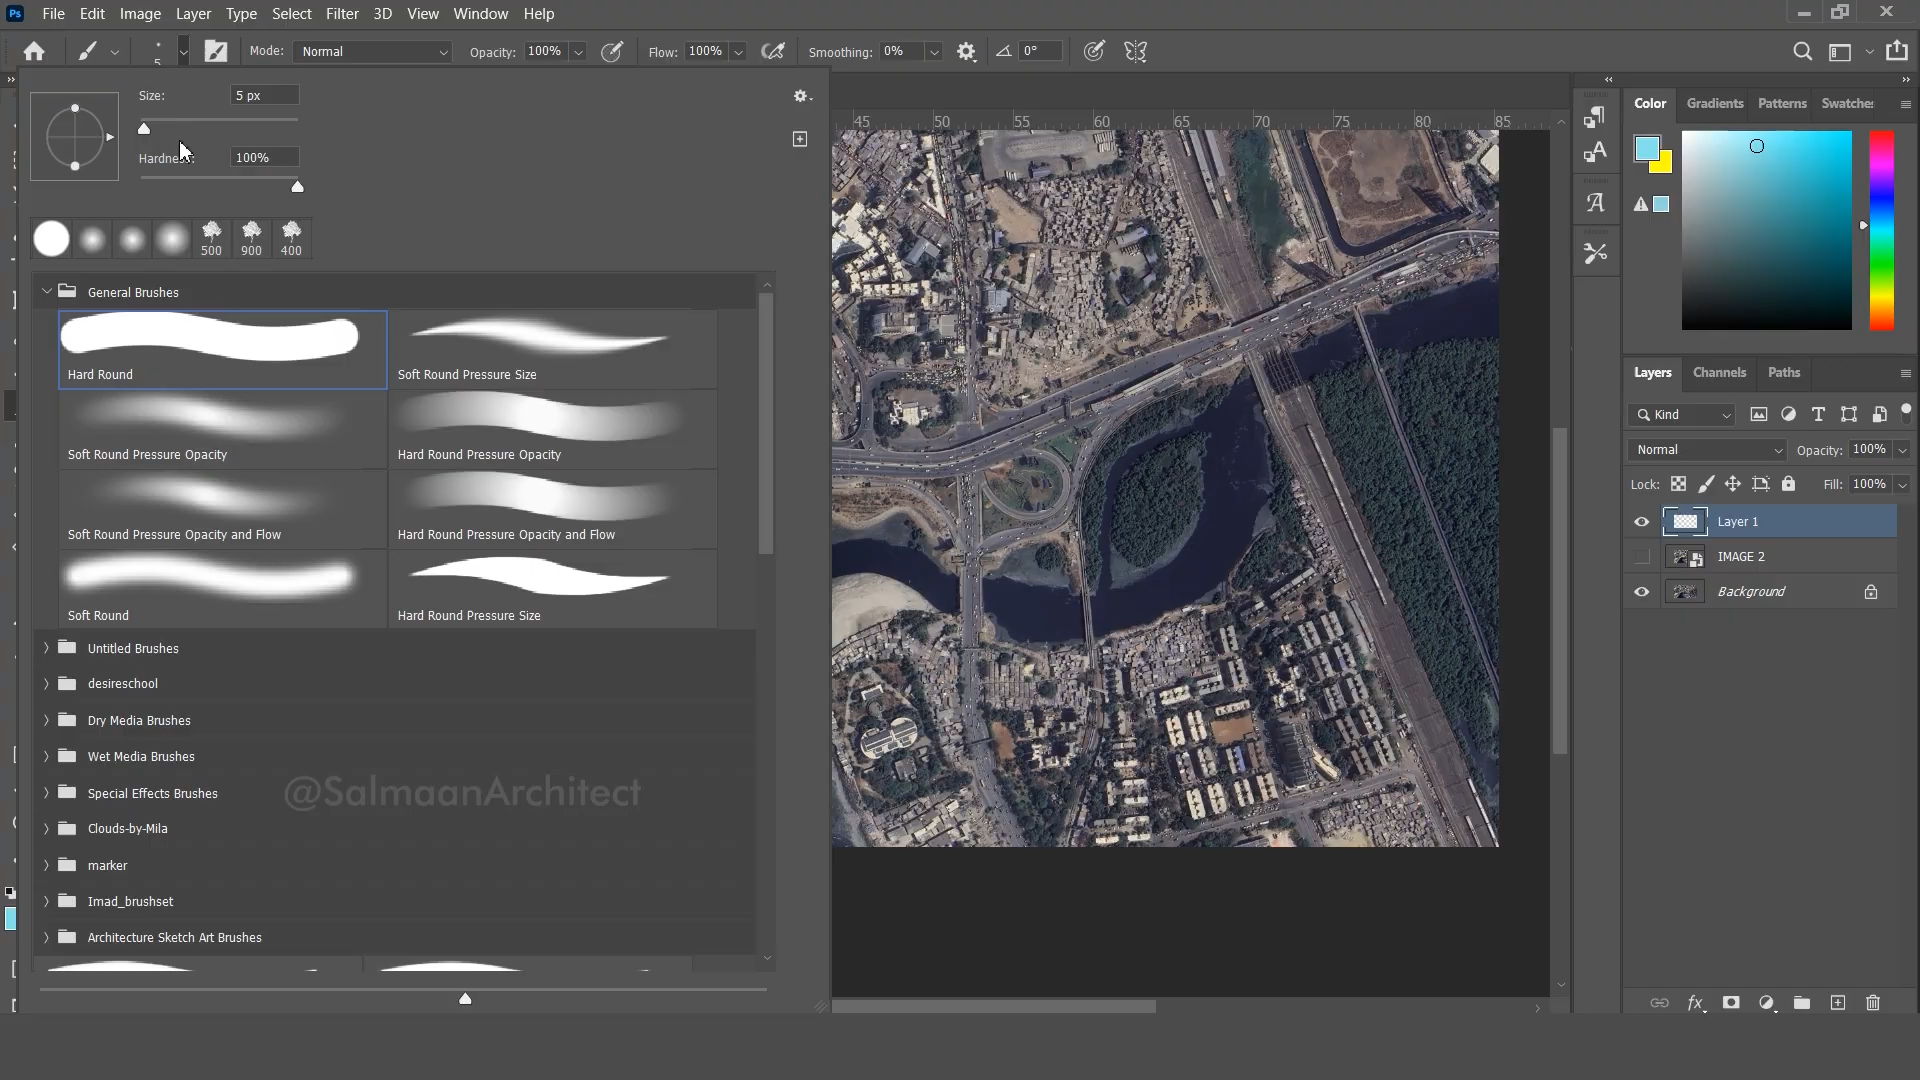 Ps File Edit Image Layer Type Select Filter 3D View Window Help
5 Mode: Normal Opacity: 100% Flow: 100% Smoothing: 0% 0°
Size: 5 px
Hardness: 100%
500 900 400
General Brushes
Hard Round Soft Round Pressure Size
Soft Round Pressure Opacity Hard Round Pressure Opacity
Soft Round Pressure Opacity and Flow Hard Round Pressure Opacity and Flow
Soft Round Hard Round Pressure Size
Untitled Brushes
desireschool
Dry Media Brushes
Wet Media Brushes
Special Effects Brushes
Clouds-by-Mila
marker
Imad_brushset
Architecture Sketch Art Brushes
@SalmaanArchitect
45 50 55 60 65 70 75 80 85
Color Gradients Patterns Swatches
Layers Channels Paths
Kind
Normal Opacity: 100%
Lock: Fill: 100%
Layer 1
IMAGE 2
Background